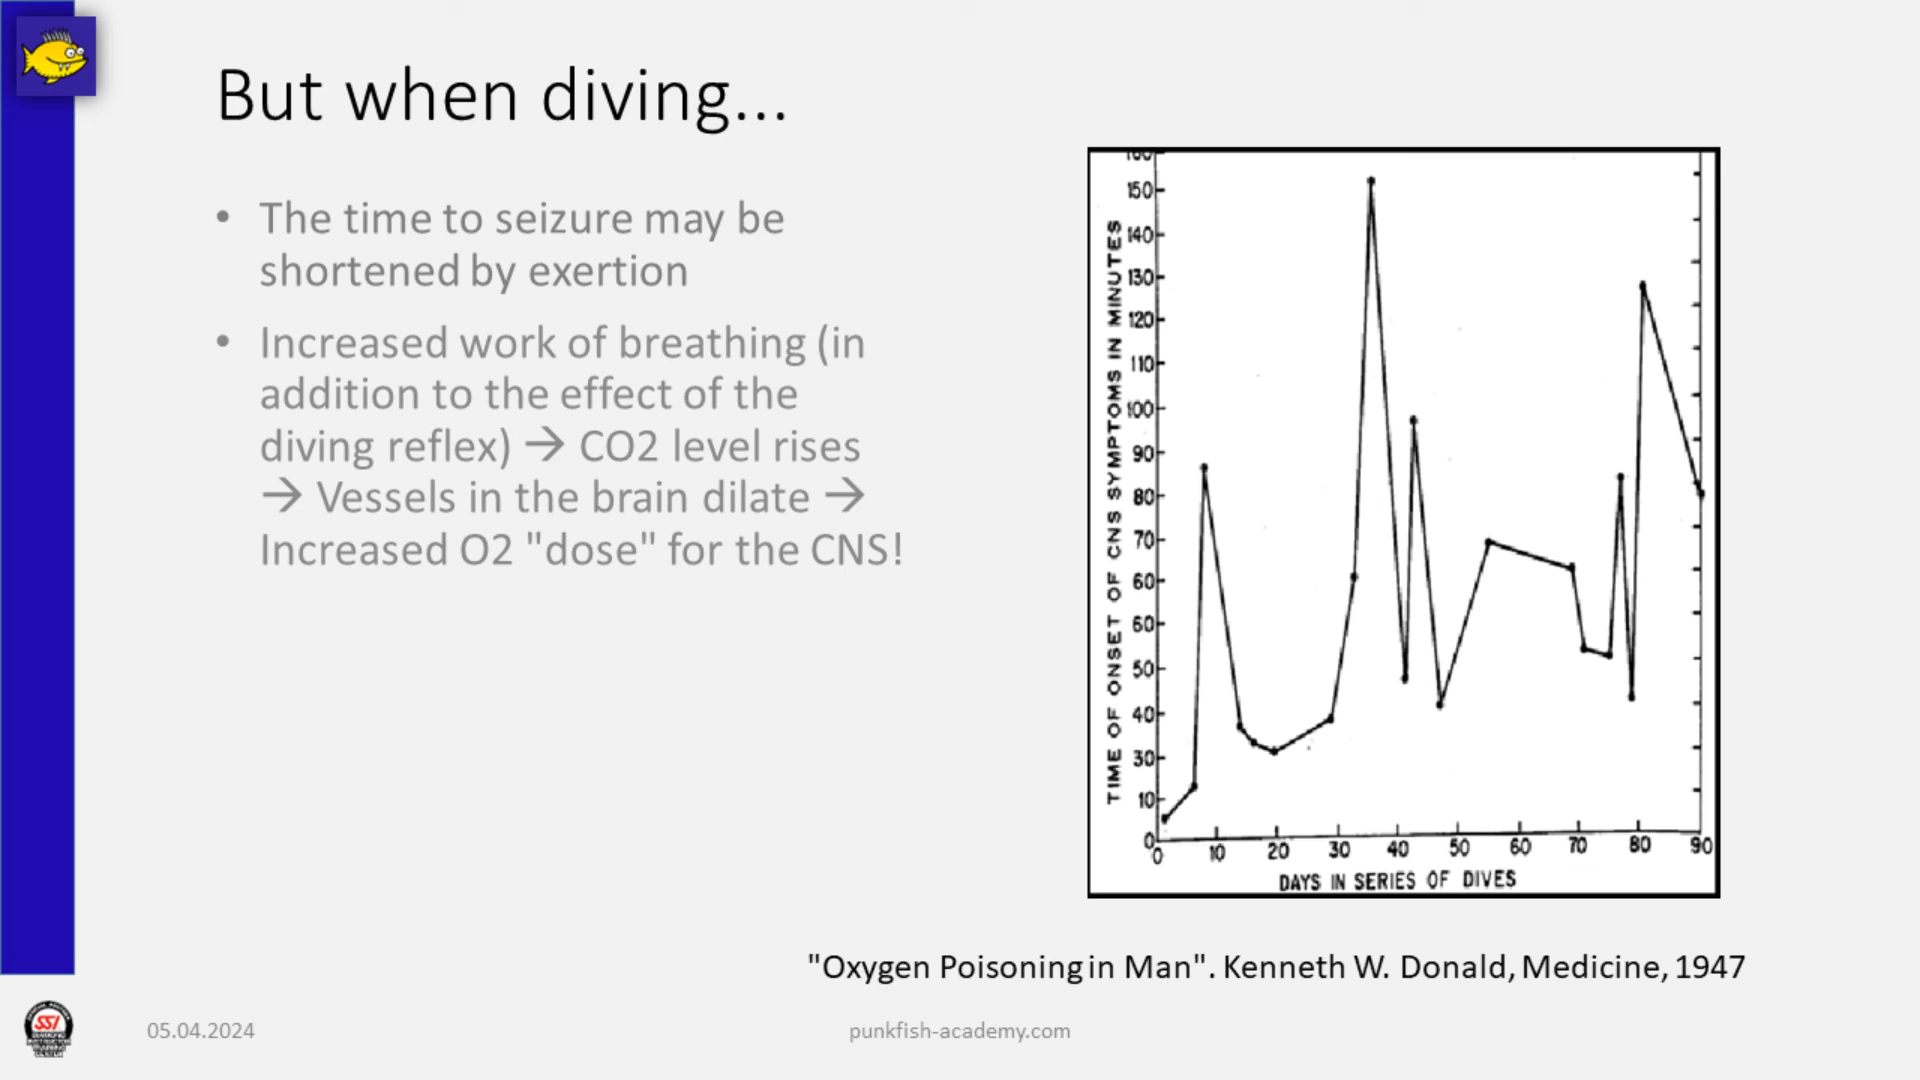 But when diving...
• The time to seizure may be
shortened by exertion
• Increased work of breathing (in
addition to the effect of the
diving reflex) → CO2 level rises
→ Vessels in the brain dilate →
Increased O2 "dose" for the CNS!
TIME OF ONSET OF CNS SYMPTOMS IN MINUTES
160
150
140
130
120
110
100
90
80
70
60
60
50
40
30
10
0
0 10 20 30 40 50 60 70 80 90
DAYS IN SERIES OF DIVES
"Oxygen Poisoning in Man". Kenneth W. Donald, Medicine, 1947
SSI
05.04.2024
punkfish-academy.com